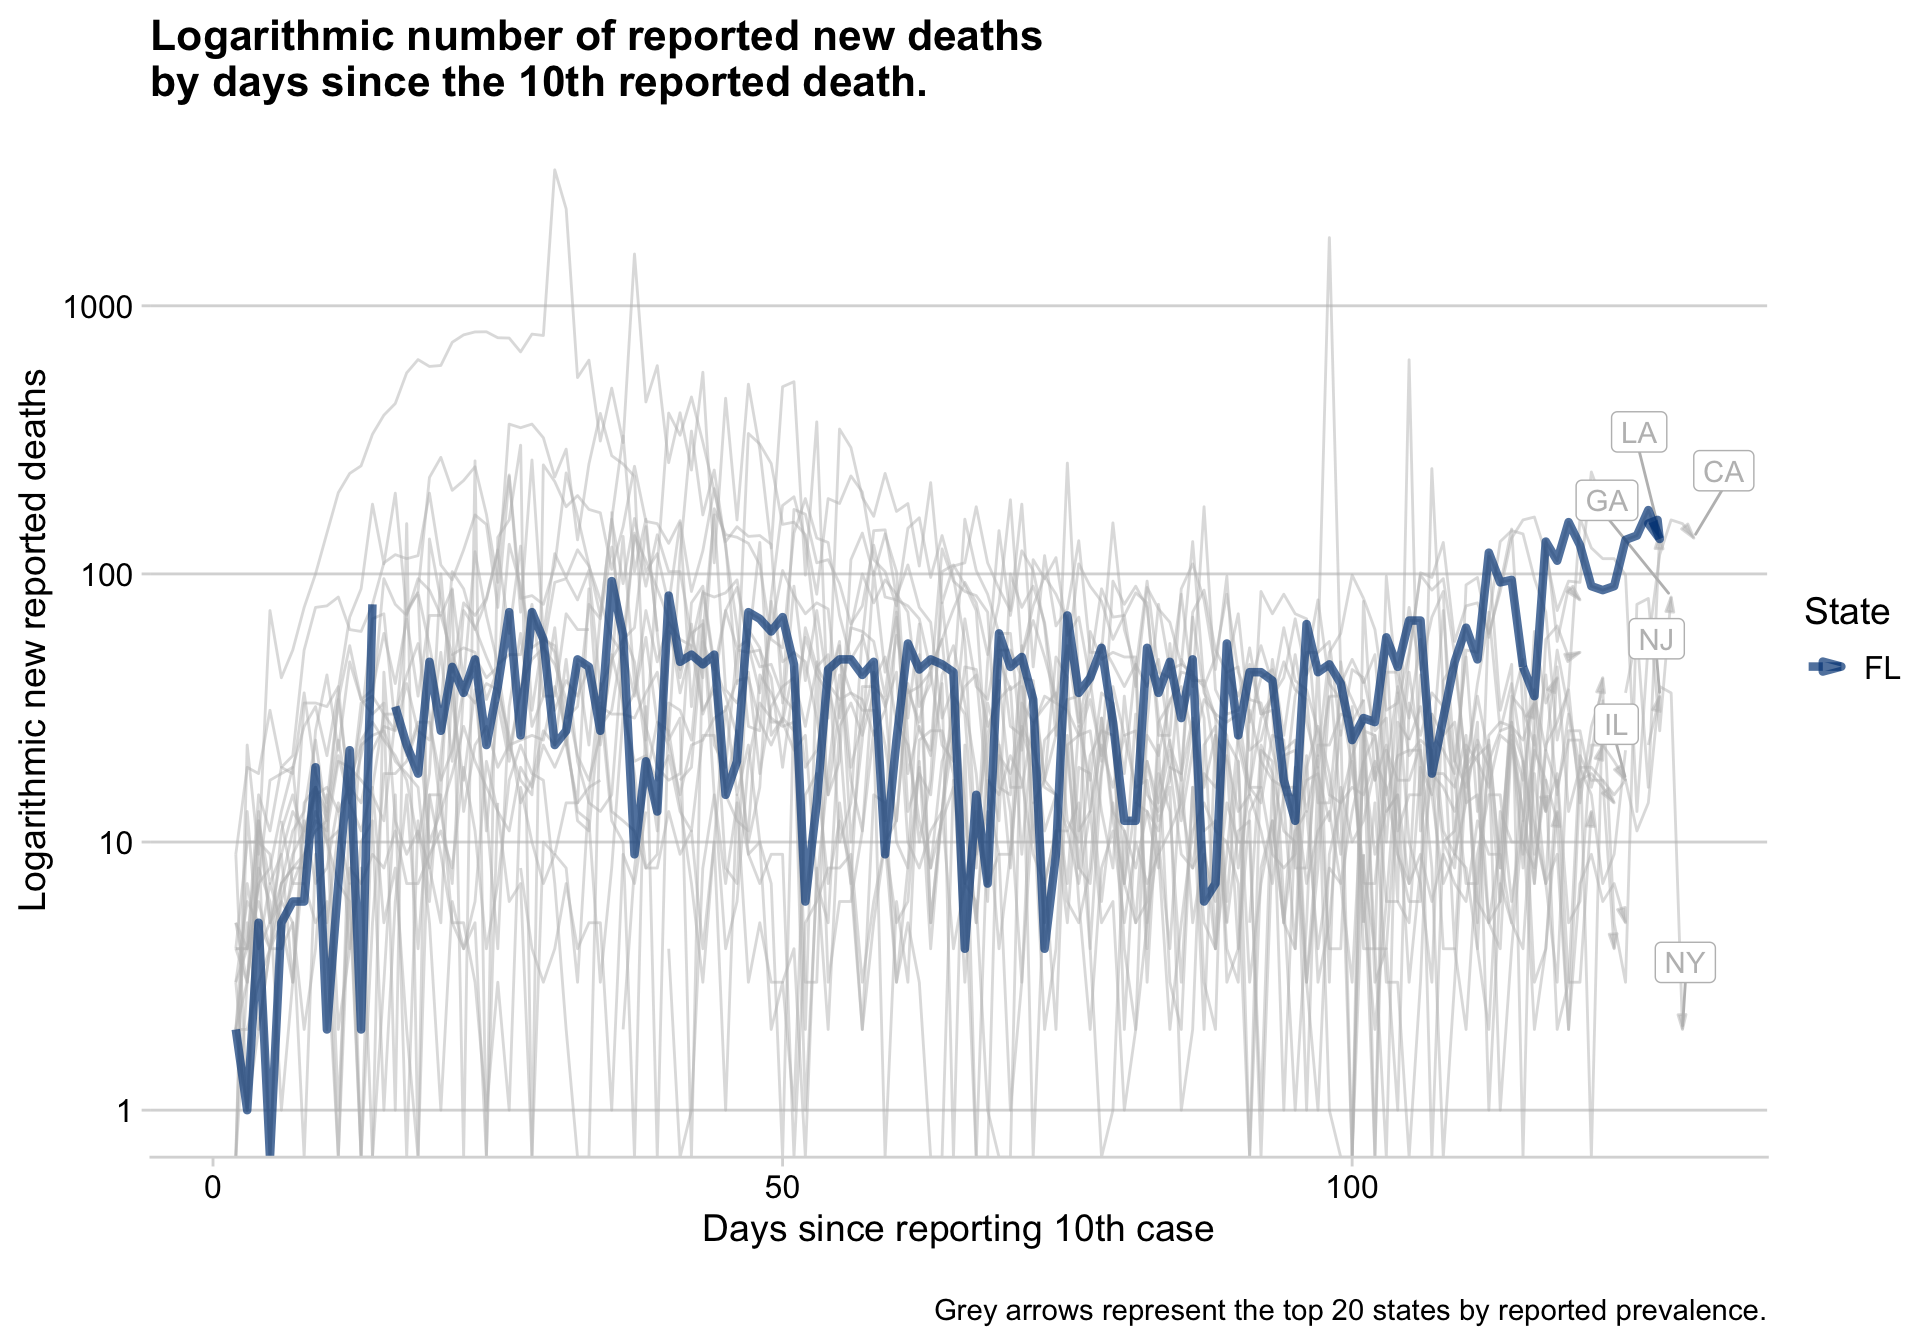 Logarithmic number of reported new deaths
by days since the 10th reported death.
Logarithmic new reported deaths
1000
100
10
1
LA
CA
GA
NJ
IL
NY
State
FL
0
50
100
Days since reporting 10th case
Grey arrows represent the top 20 states by reported prevalence.